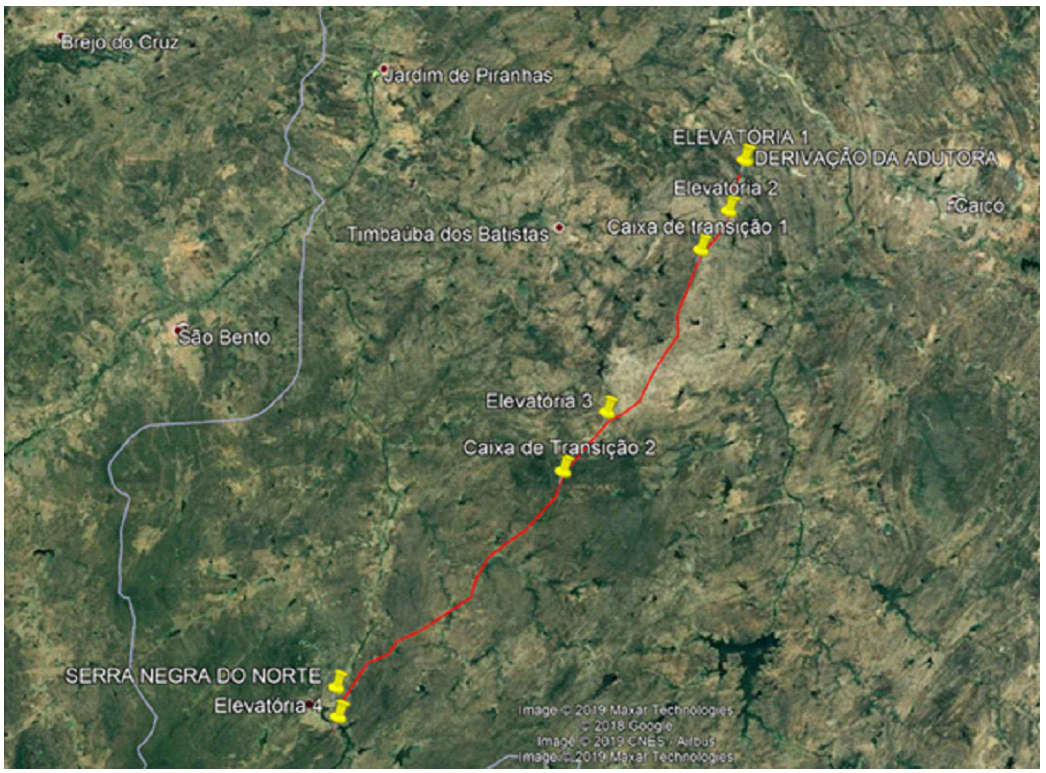 Brejo do Cruz
Jardim de Piranhas
ELEVATÓRIA 1
DERIVAÇÃO DA ADUTORA
Elevatória 2
Caicó
Caixa de transição 1
Timbaúba dos Batistas
São Bento
Elevatória 3
Caixa de Transição 2
SERRA NEGRA DO NORTE
Elevatória 4
Image © 2019 Maxar Technologies
© 2018 Google
Image © 2019 CNES / Airbus
Image © 2019 Maxar Technologies